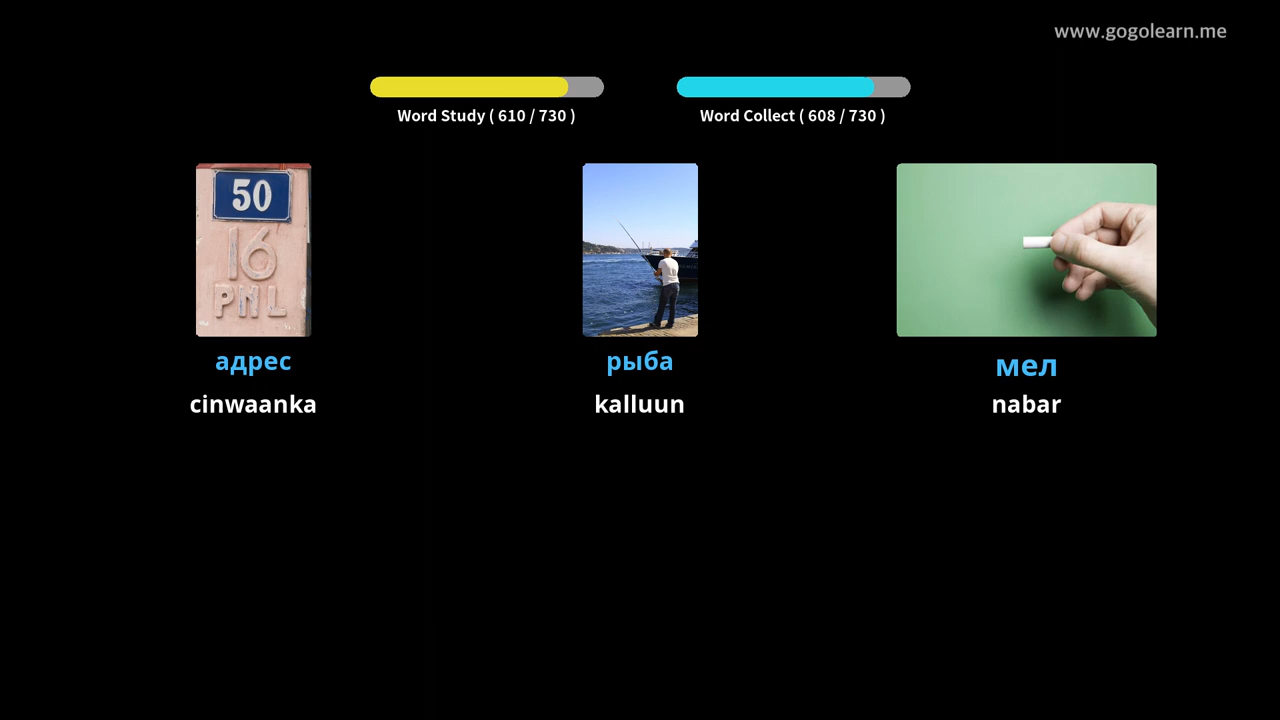 www.gogolearn.me
Word Study ( 610 / 730 )
Word Collect ( 608 / 730 )
50
16
PNL
адрес
рыба
мел
cinwaanka
kalluun
nabar